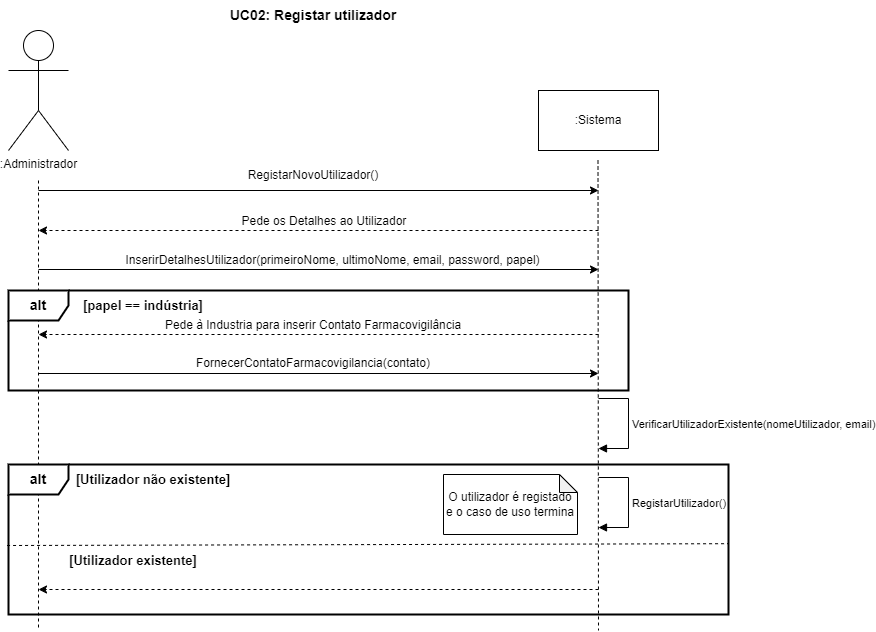 UC02: Registar utilizador
:Sistema
:Administrador
RegistarNovoUtilizador()
Pede os Detalhes ao Utilizador
InserirDetalhesUtilizador(primeiroNome, ultimoNome, email, password, papel)
alt
[papel == indústria]
Pede à Industria para inserir Contato Farmacovigilância
FornecerContatoFarmacovigilancia(contato)
VerificarUtilizadorExistente(nomeUtilizador, email)
alt
[Utilizador não existente]
O utilizador é registado
e o caso de uso termina
RegistarUtilizador()
[Utilizador existente]